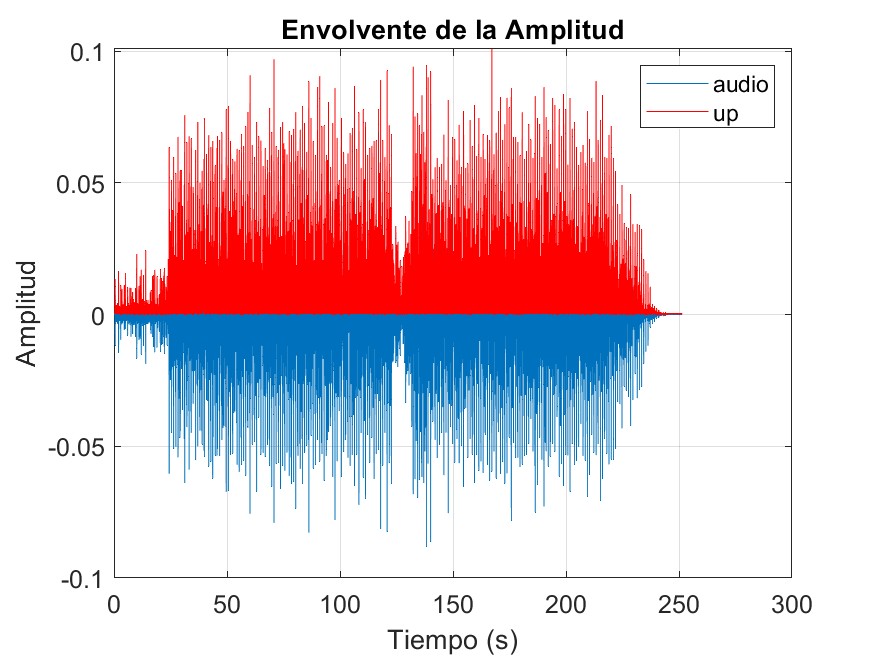 Envolvente de la Amplitud
0.1
0.05
0
-0.05
-0.1
Amplitud
audio
up
0 50 100 150 200 250 300
Tiempo (s)